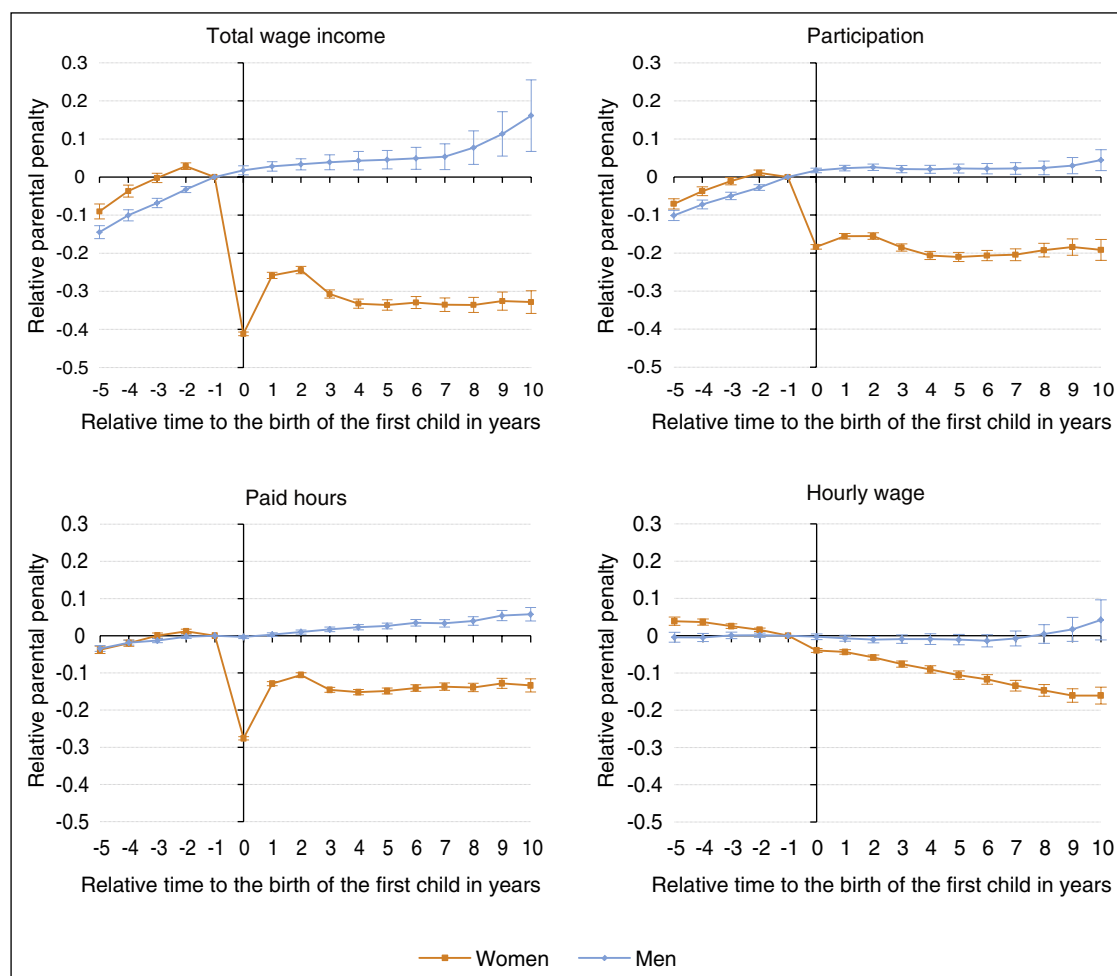 Total wage income
Relative parental penalty
0.3
0.2
0.1
0
-0.1
-0.2
-0.3
-0.4
-0.5
-5 -4 -3 -2 -1 0 1 2 3 4 5 6 7 8 9 10
Relative time to the birth of the first child in years
Participation
Relative parental penalty
0.3
0.2
0.1
0
-0.1
-0.2
-0.3
-0.4
-0.5
-5 -4 -3 -2 -1 0 1 2 3 4 5 6 7 8 9 10
Relative time to the birth of the first child in years
Paid hours
Relative parental penalty
0.3
0.2
0.1
0
-0.1
-0.2
-0.3
-0.4
-0.5
-5 -4 -3 -2 -1 0 1 2 3 4 5 6 7 8 9 10
Relative time to the birth of the first child in years
Hourly wage
Relative parental penalty
0.3
0.2
0.1
0
-0.1
-0.2
-0.3
-0.4
-0.5
-5 -4 -3 -2 -1 0 1 2 3 4 5 6 7 8 9 10
Relative time to the birth of the first child in years
Women Men